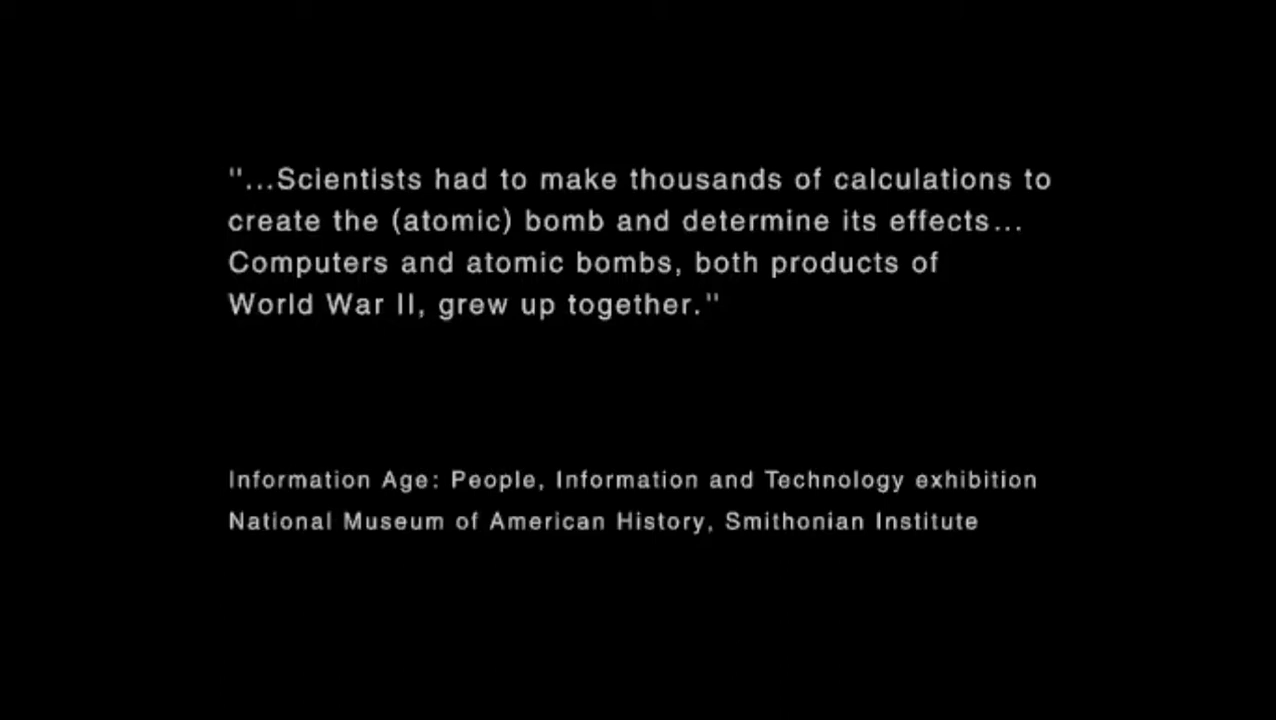 "...Scientists had to make thousands of calculations to
create the (atomic) bomb and determine its effects...
Computers and atomic bombs, both products of
World War II, grew up together."
Information Age: People, Information and Technology exhibition
National Museum of American History, Smithonian Institute